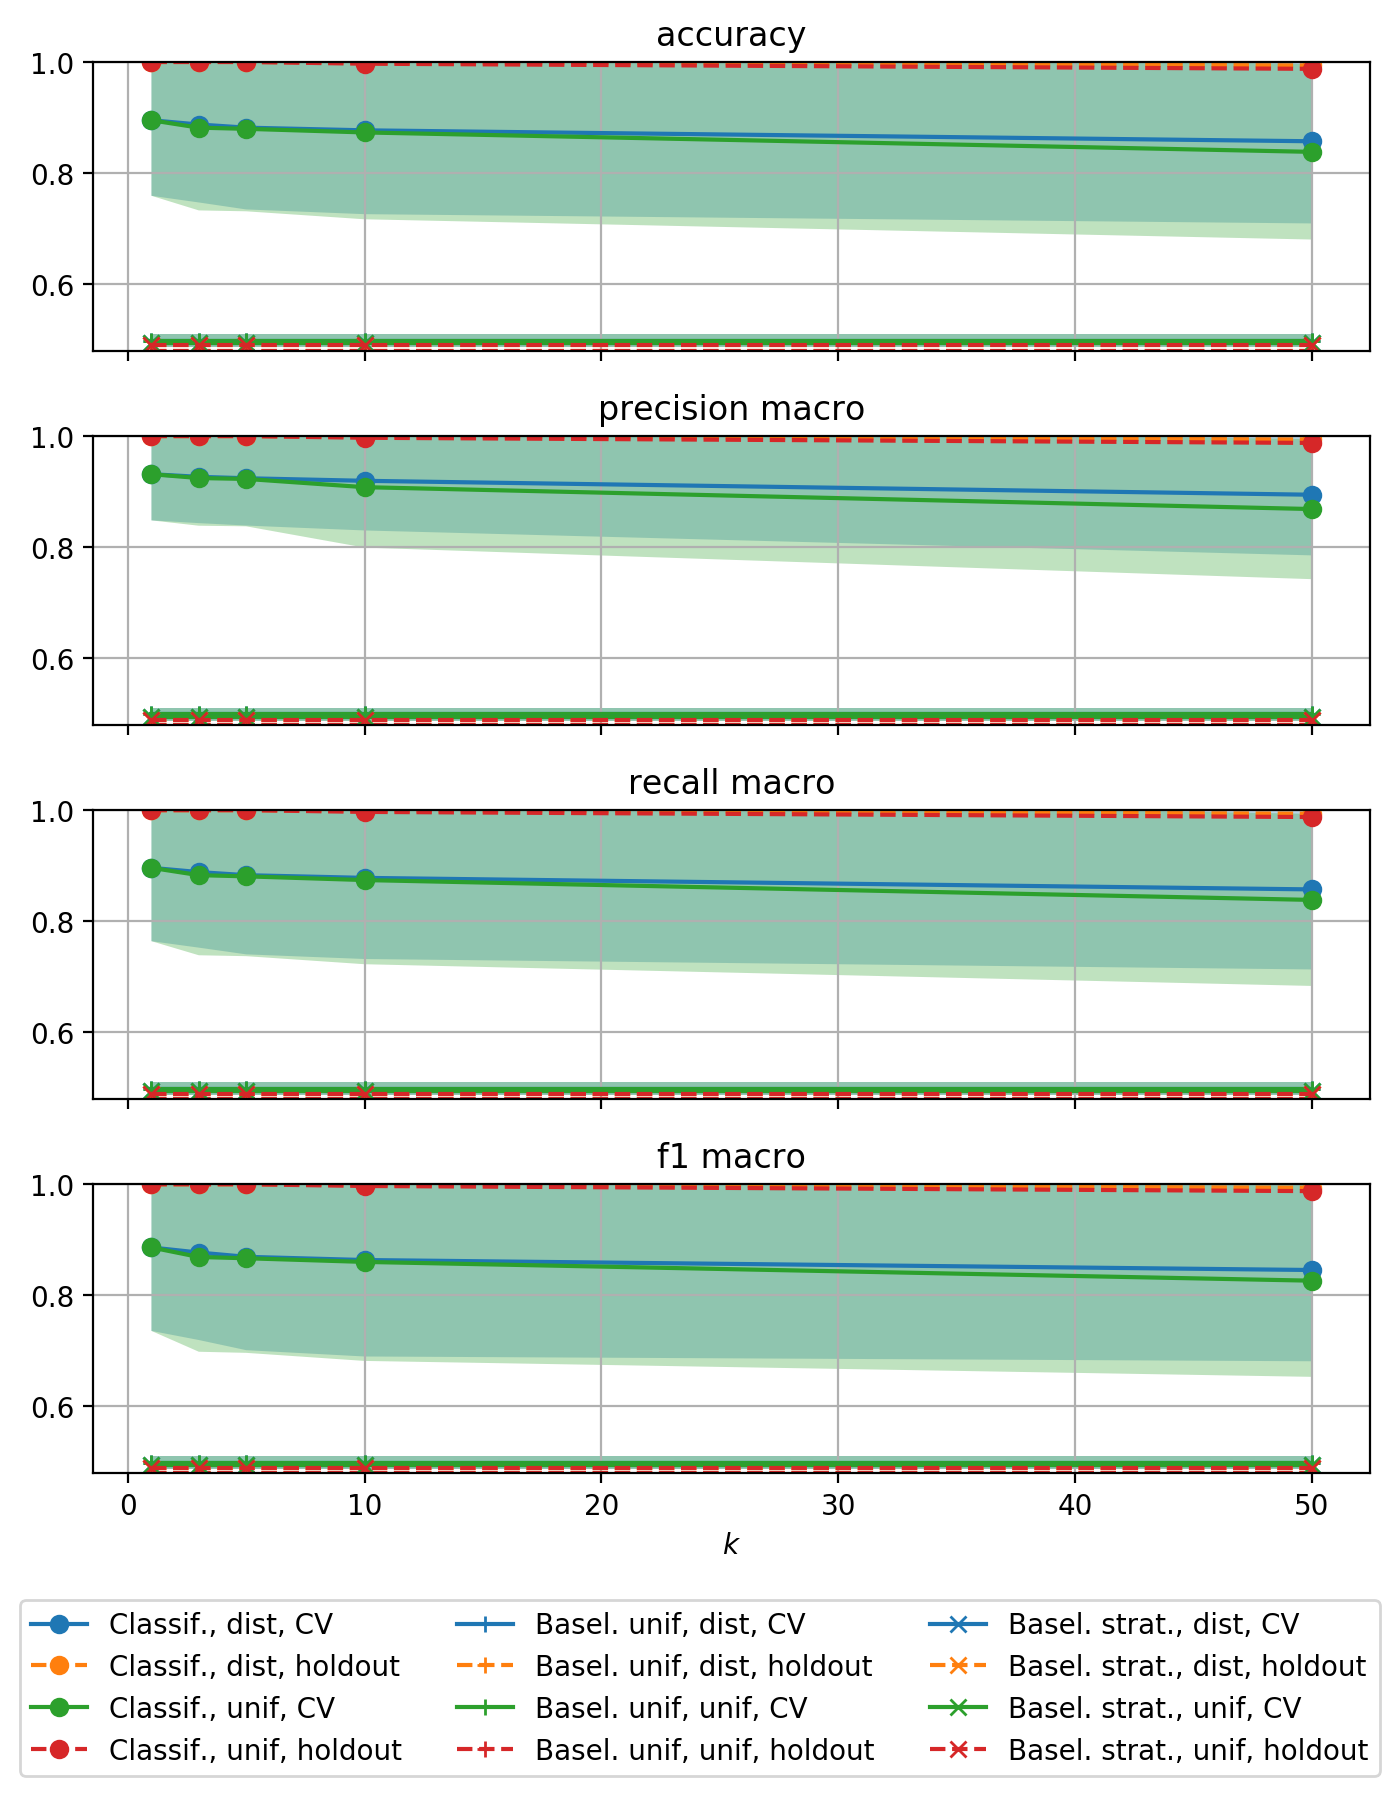 accuracy
1.0
0.8
0.6
precision macro
1.0
0.8
0.6
recall macro
1.0
0.8
0.6
f1 macro
1.0
0.8
0.6
0 10 20 30 40 50
k
Classif., dist, CV
Classif., dist, holdout
Classif., unif, CV
Classif., unif, holdout
Basel. unif, dist, CV
Basel. unif, dist, holdout
Basel. unif, unif, CV
Basel. unif, unif, holdout
Basel. strat., dist, CV
Basel. strat., dist, holdout
Basel. strat., unif, CV
Basel. strat., unif, holdout